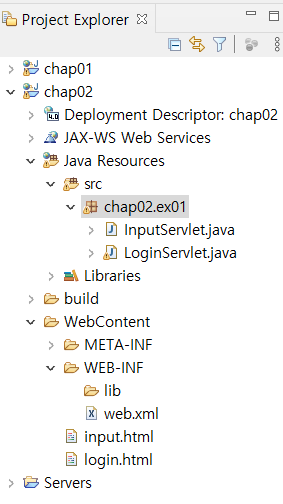 Project Explorer
chap01
chap02
Deployment Descriptor: chap02
JAX-WS Web Services
Java Resources
src
chap02.ex01
InputServlet.java
LoginServlet.java
Libraries
build
WebContent
META-INF
WEB-INF
lib
web.xml
input.html
login.html
Servers